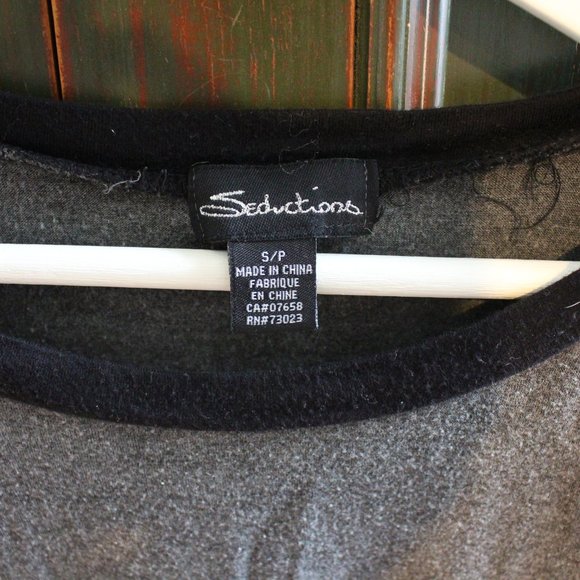 Seductions
S/P
MADE IN CHINA
FABRIQUE
EN CHINE
CA#07658
RN#73023